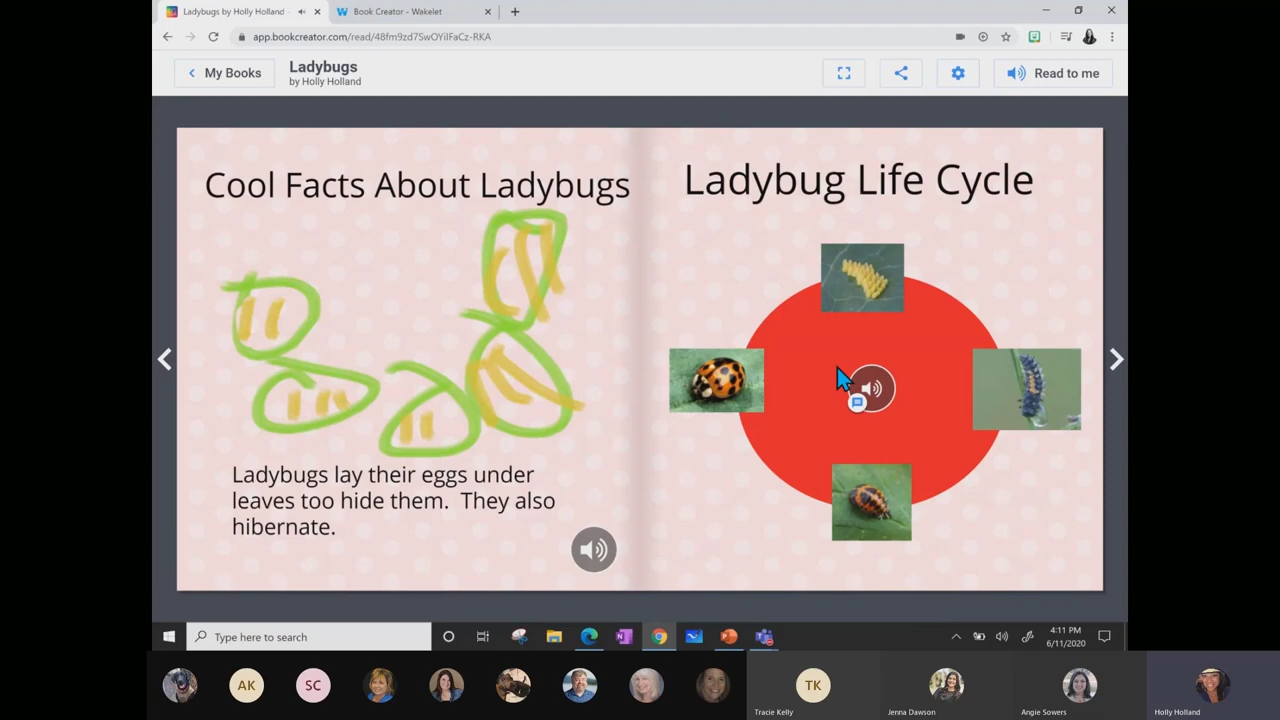 Ladybugs by Holly Holland -
Book Creator - Wakelet
app.bookcreator.com/read/48fm9zd7SwOYiIFaCz-RKA
My Books
Ladybugs
by Holly Holland
Read to me
Cool Facts About Ladybugs
Ladybugs lay their eggs under
leaves too hide them. They also
hibernate.
Ladybug Life Cycle
Type here to search
4:11 PM
6/11/2020
AK
SC
TK
Tracie Kelly
Jenna Dawson
Angie Sowers
Holly Holland